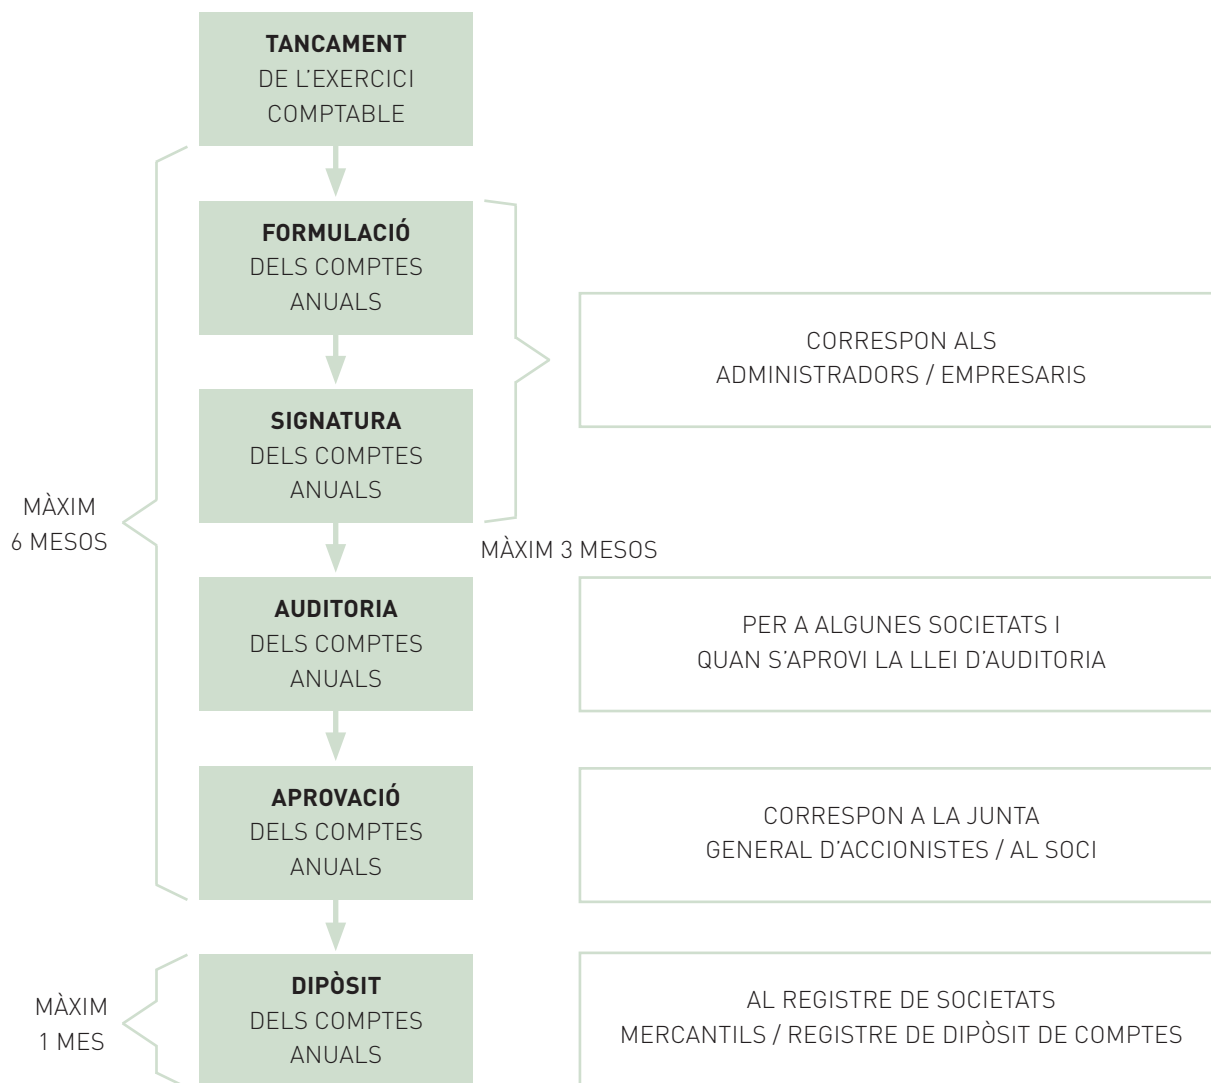 TANCAMENT
DE L'EXERCICI
COMPTABLE
FORMULACIÓ
DELS COMPTES
ANUALS
CORRESPON ALS
ADMINISTRADORS / EMPRESARIS
SIGNATURA
DELS COMPTES
ANUALS
MÀXIM
6 MESOS
MÀXIM 3 MESOS
AUDITORIA
DELS COMPTES
ANUALS
PER A ALGUNES SOCIETATS I
QUAN S'APROVI LA LLEI D'AUDITORIA
APROVACIÓ
DELS COMPTES
ANUALS
CORRESPON A LA JUNTA
GENERAL D'ACCIONISTES / AL SOCI
DIPÒSIT
DELS COMPTES
ANUALS
MÀXIM
1 MES
AL REGISTRE DE SOCIETATS
MERCANTILS / REGISTRE DE DIPÒSIT DE COMPTES